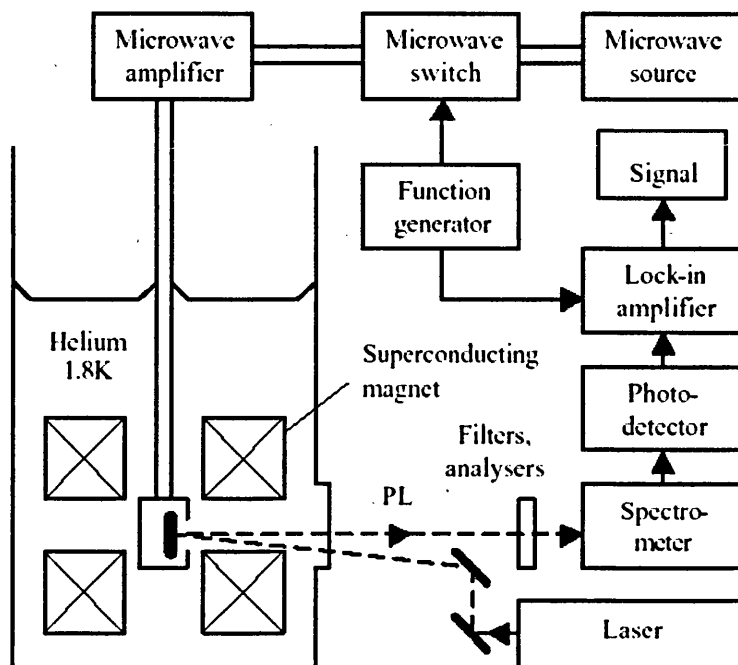 Microwave
amplifier
Microwave
switch
Microwave
source
Function
generator
Signal
Lock-in
amplifier
Helium
1.8K
Superconducting
magnet
Photo-
detector
Filters,
analysers
PL
Spectro-
meter
Laser